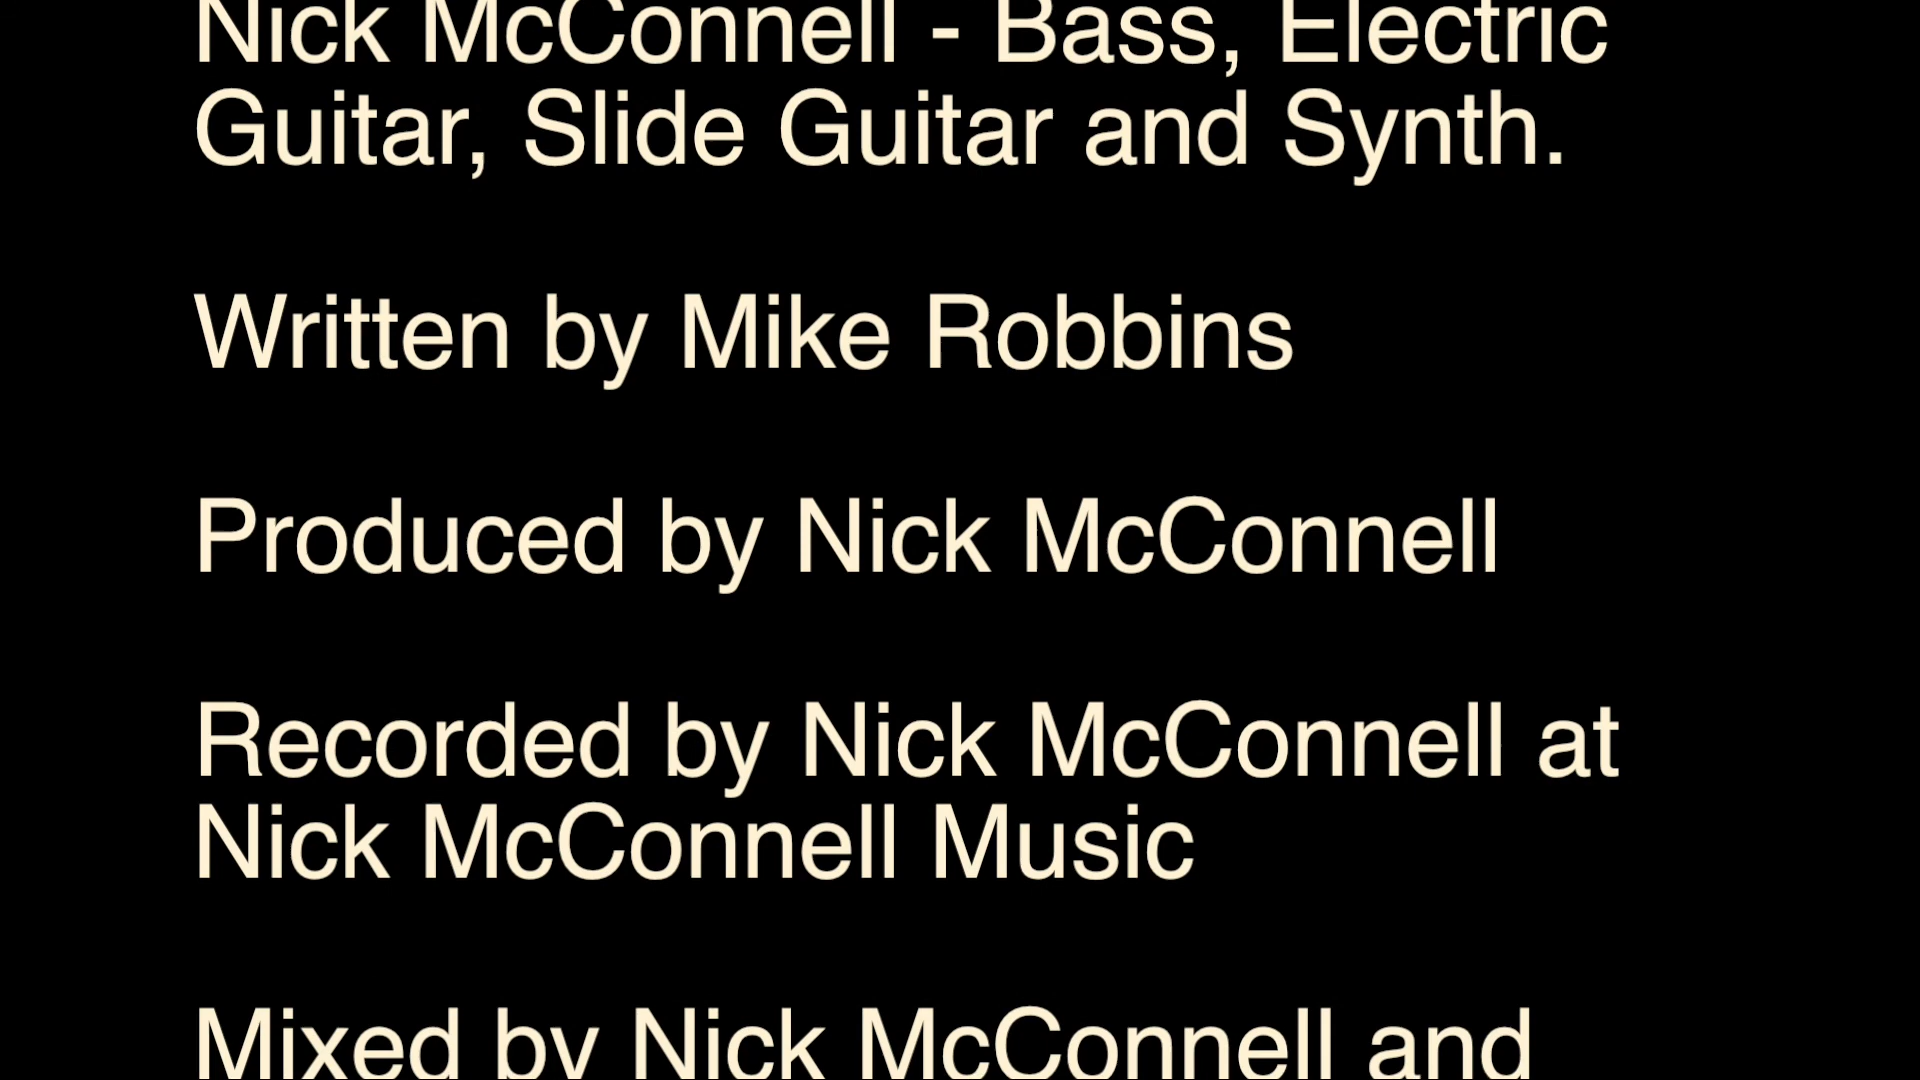 Nick McConnell - Bass, Electric
Guitar, Slide Guitar and Synth.
Written by Mike Robbins
Produced by Nick McConnell
Recorded by Nick McConnell at
Nick McConnell Music
Mixed by Nick McConnell and